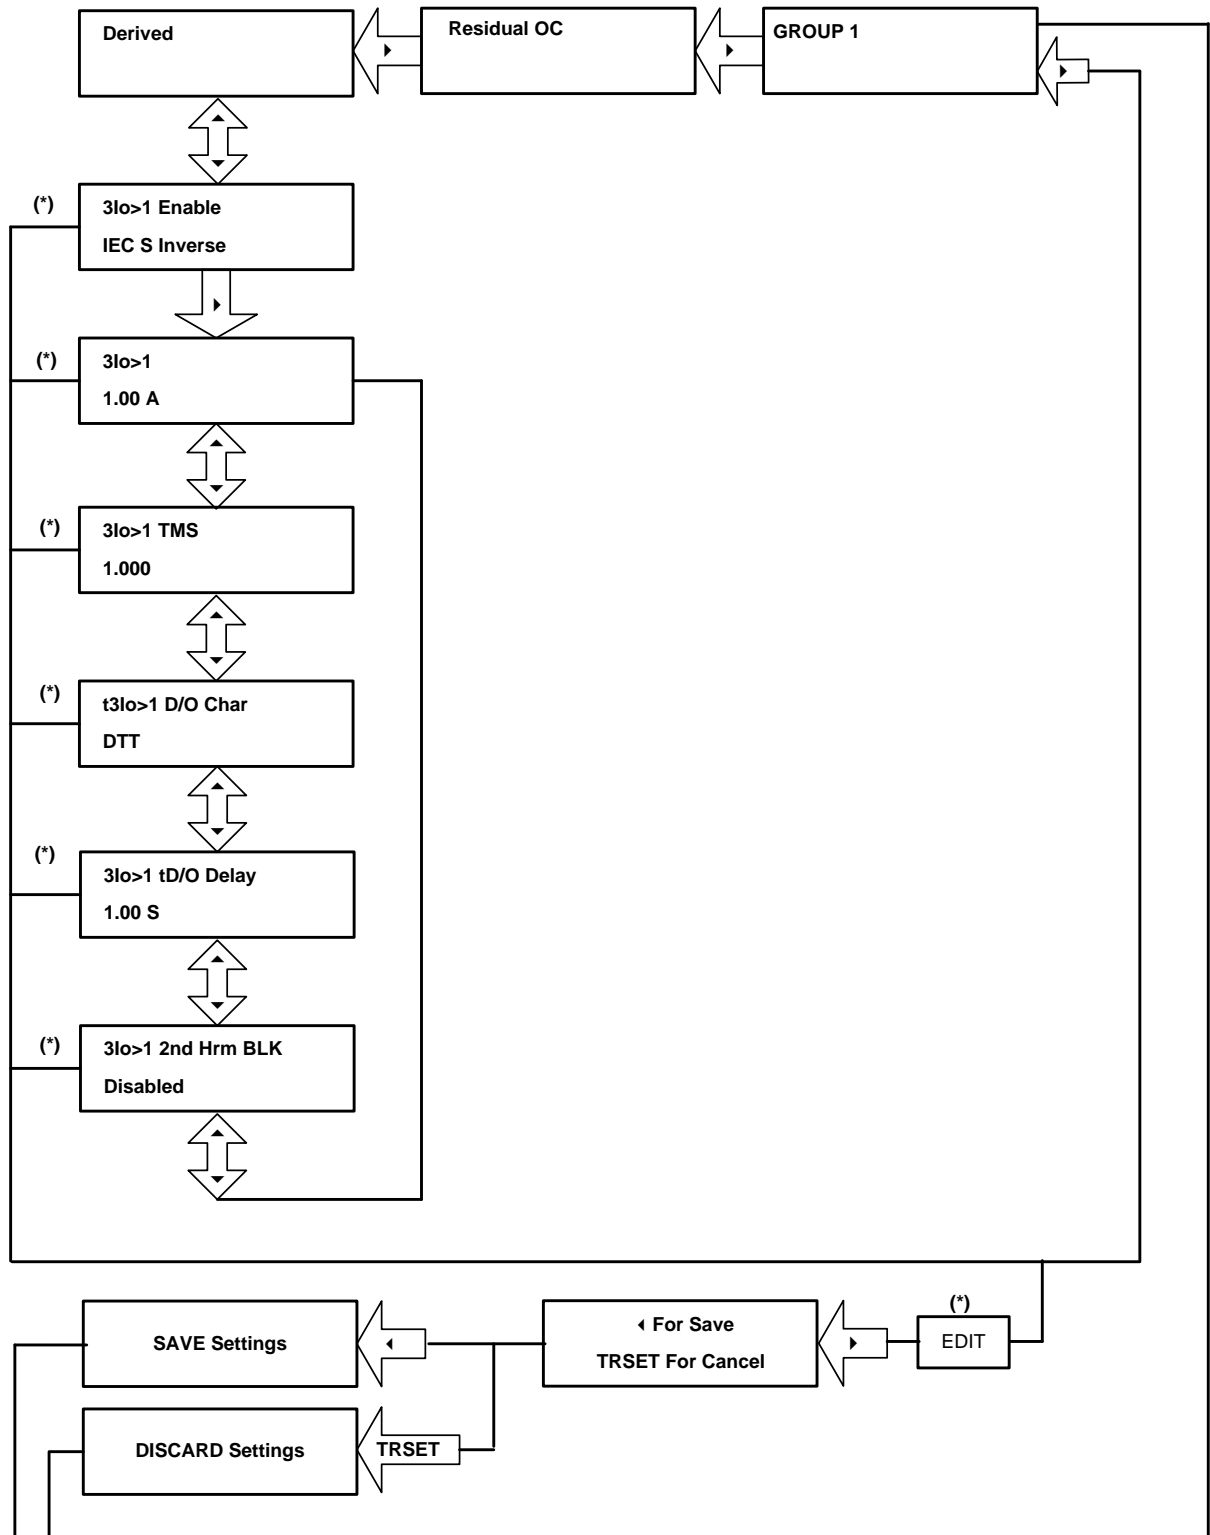 Derived
Residual OC
GROUP 1
(*)
3Io>1 Enable
IEC S Inverse
(*)
3Io>1
1.00 A
(*)
3Io>1 TMS
1.000
(*)
t3Io>1 D/O Char
DTT
(*)
3Io>1 tD/O Delay
1.00 S
(*)
3Io>1 2nd Hrm BLK
Disabled
SAVE Settings
For Save
TRSET For Cancel
(*)
EDIT
DISCARD Settings
TRSET